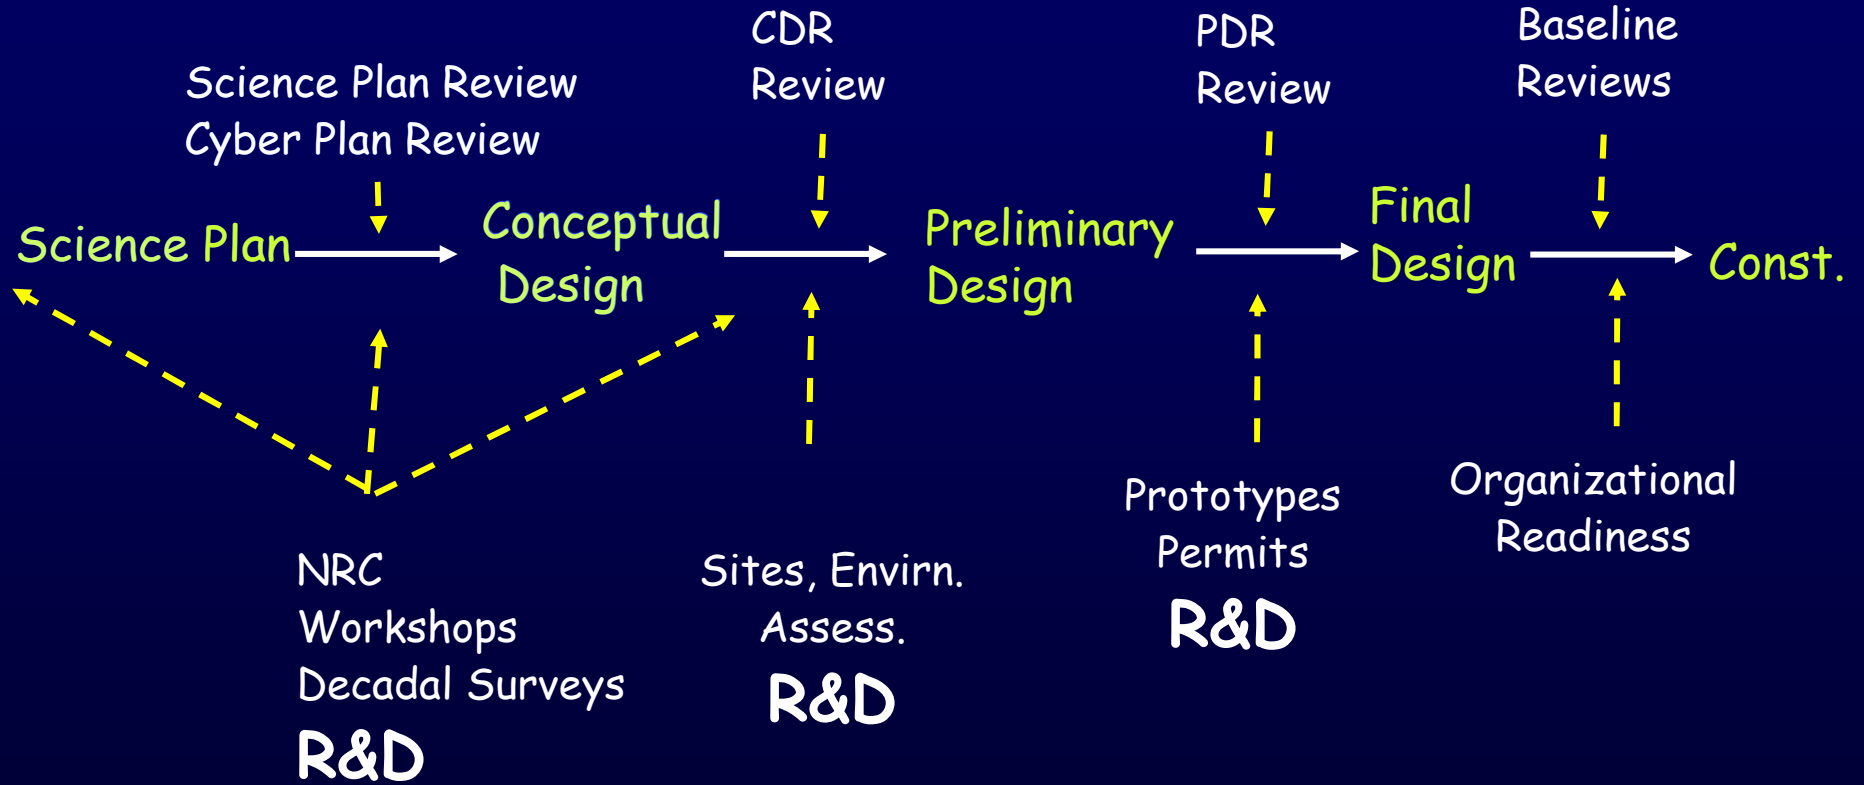 Science Plan Review
Cyber Plan Review
CDR
Review
PDR
Review
Baseline
Reviews
Science Plan
Conceptual
Design
Preliminary
Design
Final
Design
Const.
NRC
Workshops
Decadal Surveys
R&D
Sites, Envirn.
Assess.
R&D
Prototypes
Permits
R&D
Organizational
Readiness